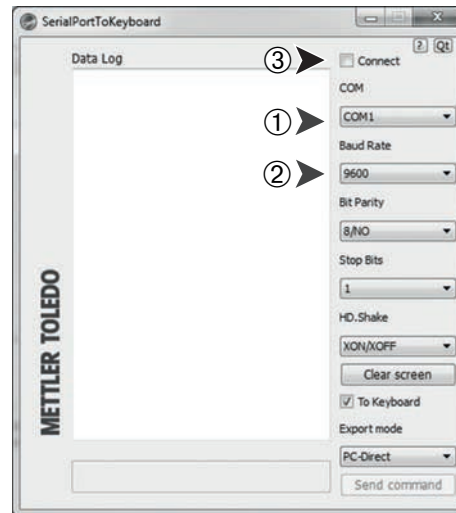 SerialPortToKeyboard
? Qt
Data Log
③
Connect
COM
①
COM1
Baud Rate
②
9600
Bit Parity
8/NO
Stop Bits
1
HD.Shake
XON/XOFF
Clear screen
To Keyboard
Export mode
PC-Direct
Send command
METTLER TOLEDO